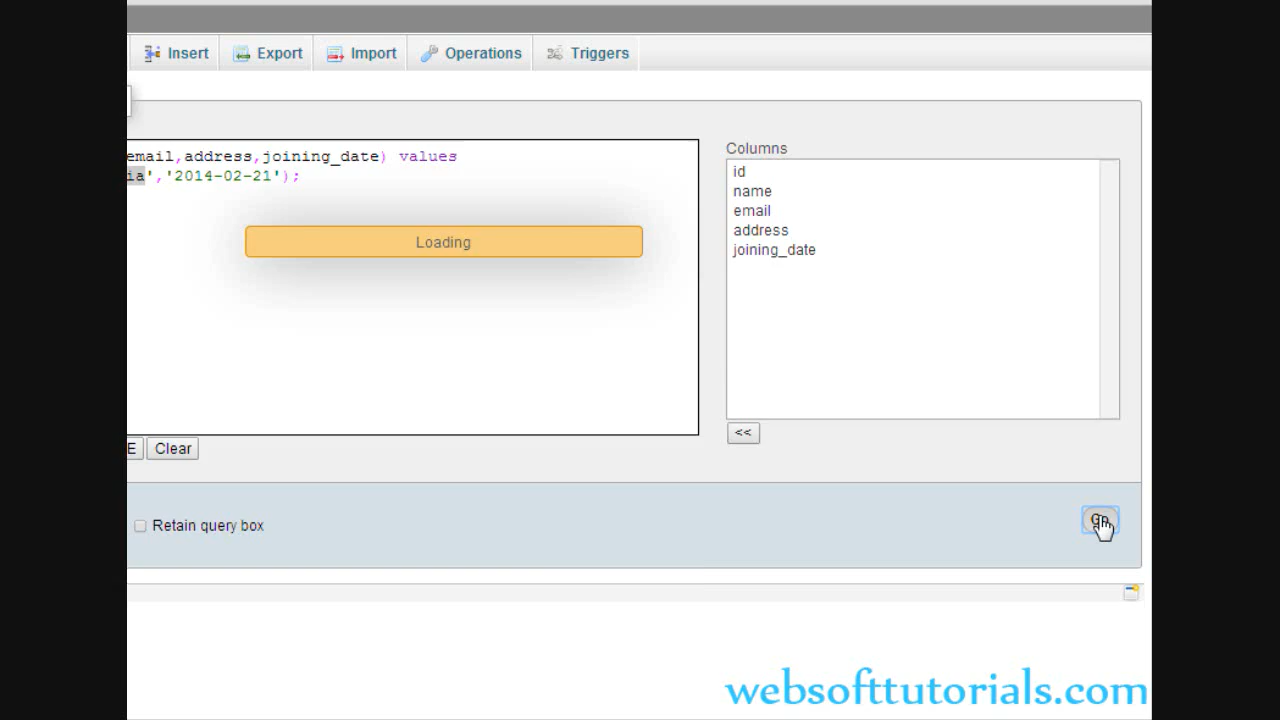 Insert Export Import Operations Triggers
email,address,joining_date) values
ia','2014-02-21');
Loading
Columns
id
name
email
address
joining_date
<<
E Clear
Retain query box
Go
websofttutorials.com